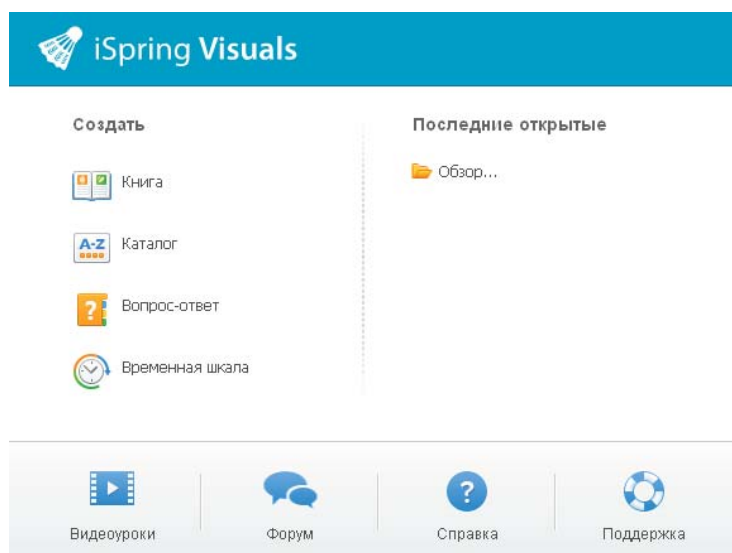 iSpring Visuals
Создать
Книга
A-Z
Каталог
?
Вопрос-ответ
Временная шкала
Последние открытые
Обзор...
Видеоуроки
Форум
?
Справка
Поддержка